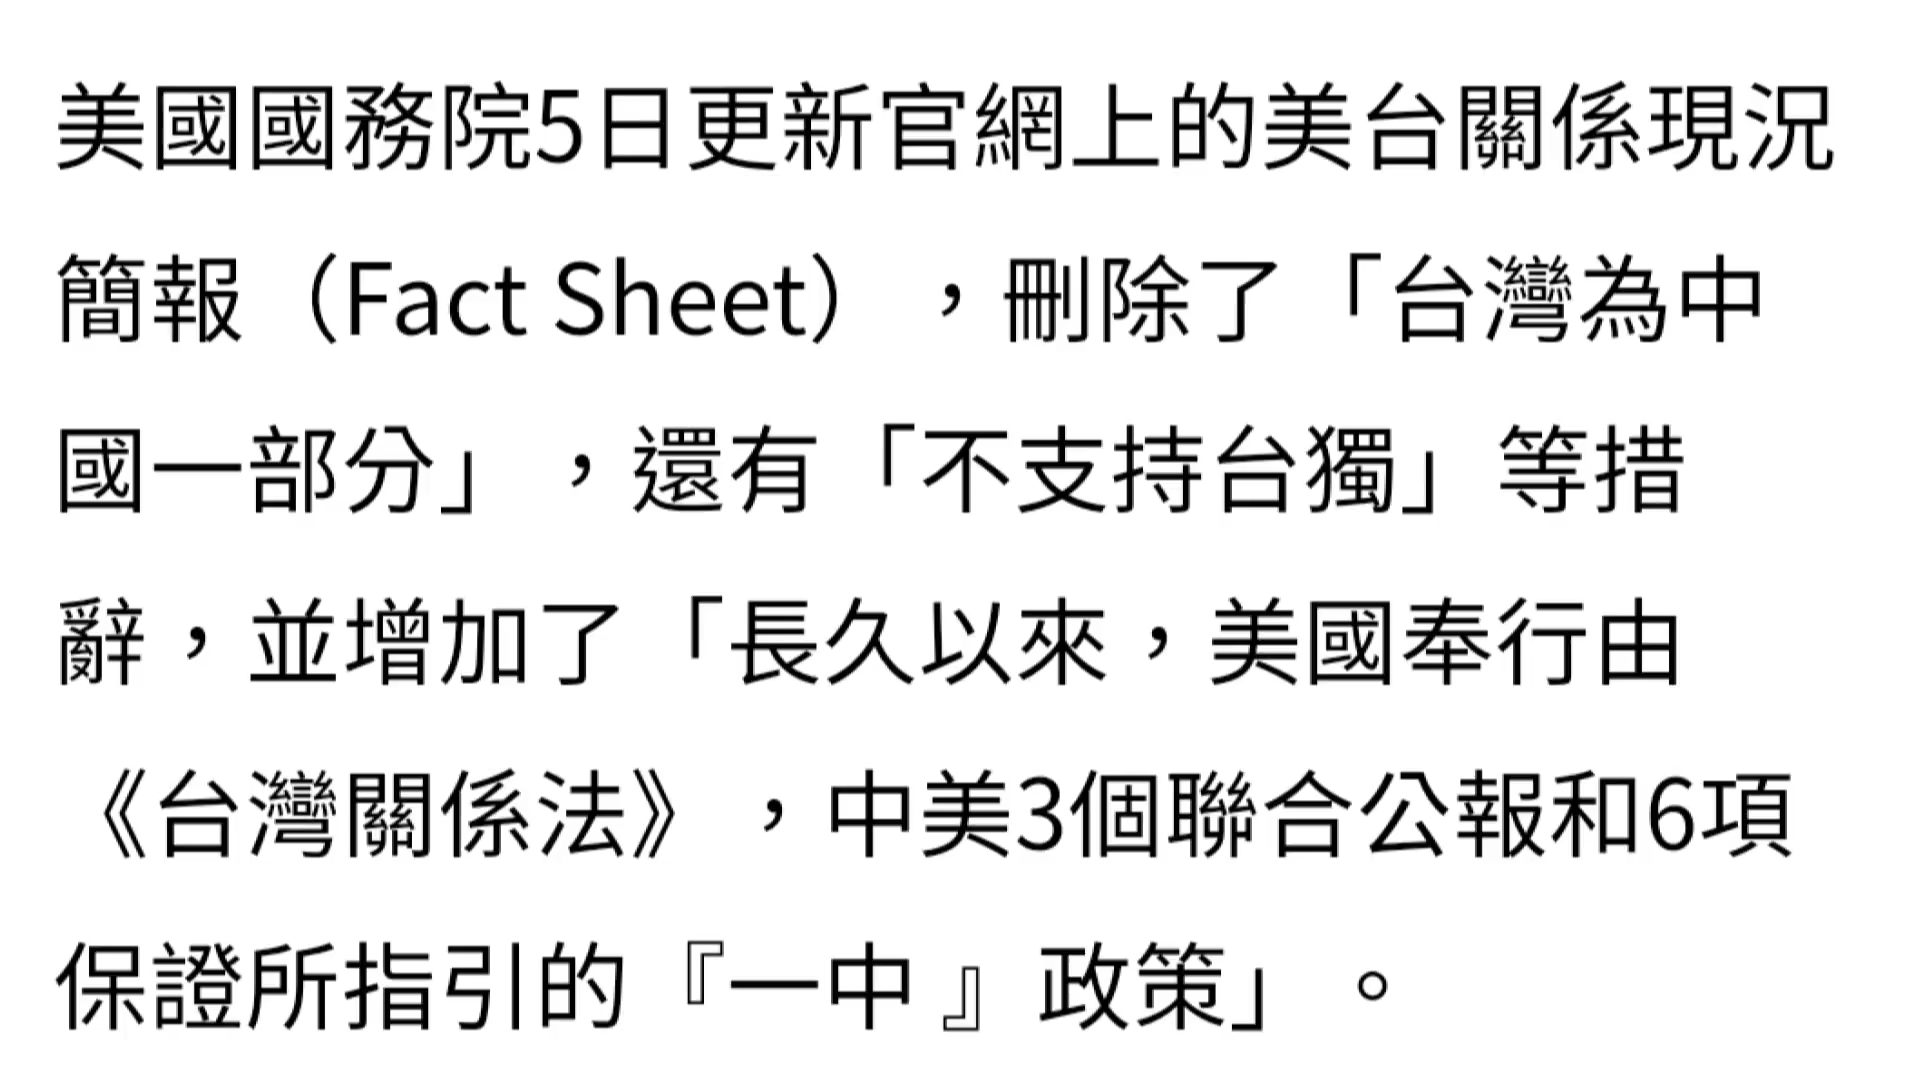 美國國務院5日更新官網上的美台關係現況
簡報（Fact Sheet），刪除了「台灣為中
國一部分」，還有「不支持台獨」等措
辭，並增加了「長久以來，美國奉行由
《台灣關係法》，中美3個聯合公報和6項
保證所指引的『一中 』政策」。